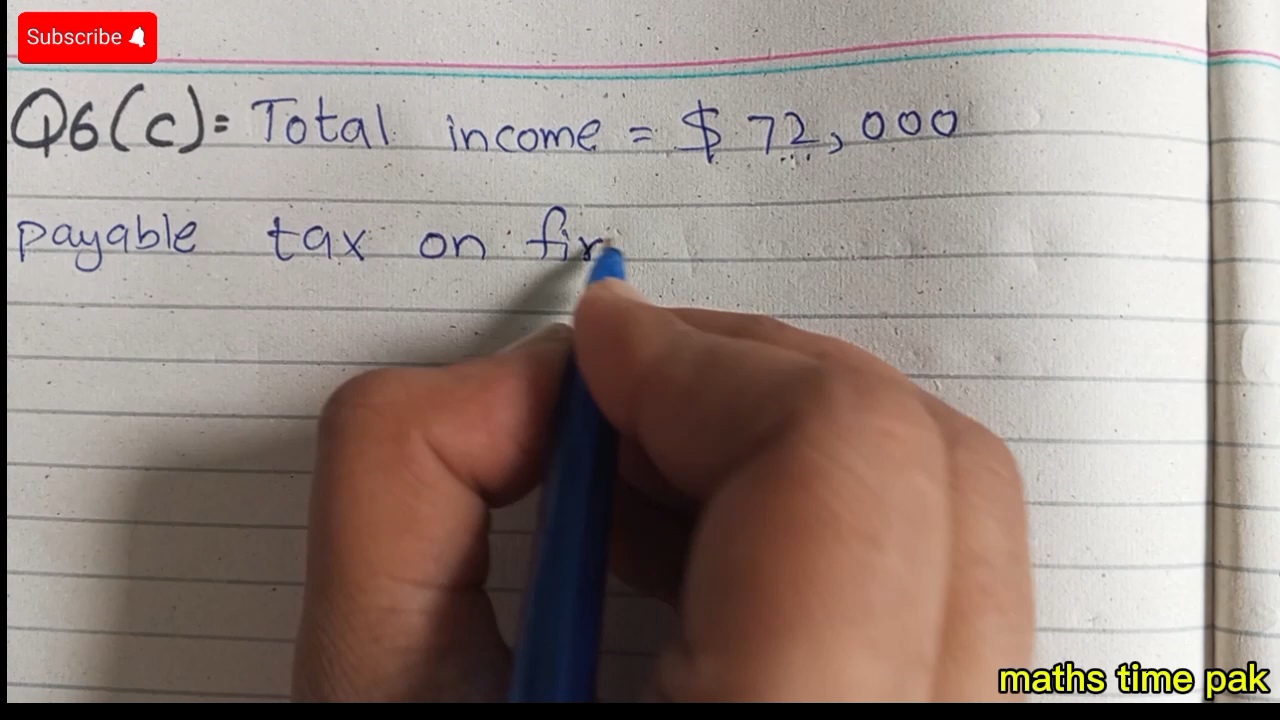 Subscribe
Q6(c) = Total income = $ 72,000
payable tax on fir
maths time pak